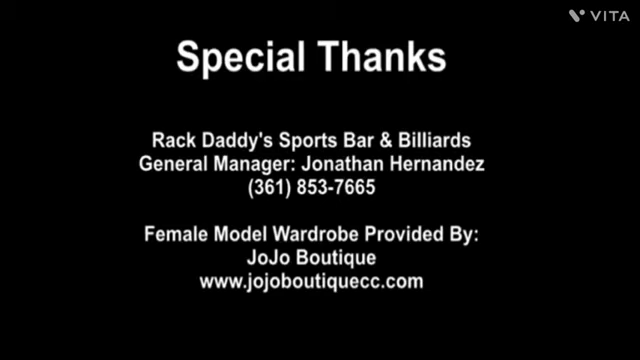 VITA
Special Thanks
Rack Daddy's Sports Bar & Billiards
General Manager: Jonathan Hernandez
(361) 853-7665
Female Model Wardrobe Provided By:
JoJo Boutique
www.jojoboutiquecc.com